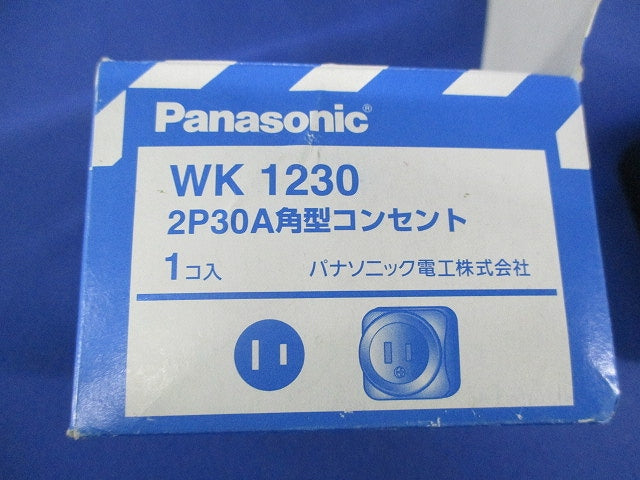 Panasonic®
WK 1230
2P30A角型コンセント
1コ入 パナソニック電工株式会社